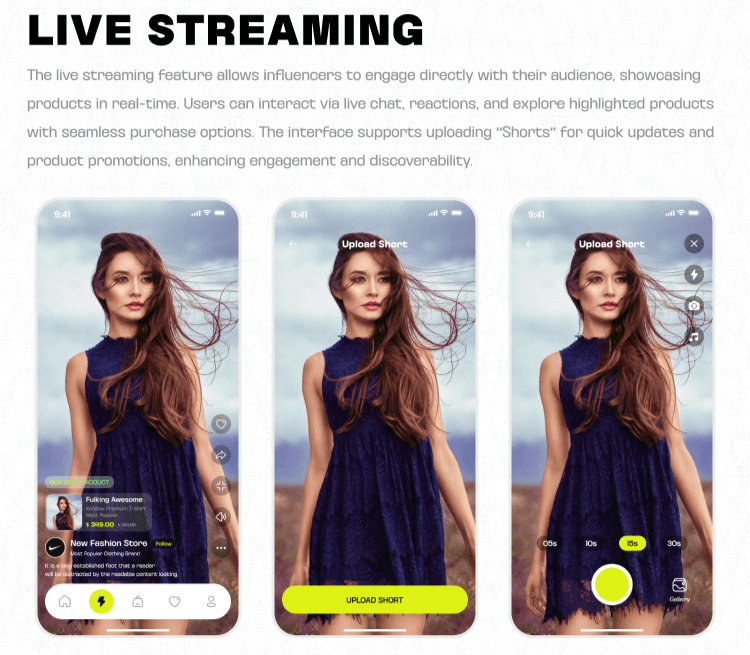 LIVE STREAMING
The live streaming feature allows influencers to engage directly with their audience, showcasing
products in real-time. Users can interact via live chat, reactions, and explore highlighted products
with seamless purchase options. The interface supports uploading “Shorts” for quick updates and
product promotions, enhancing engagement and discoverability.
9:41
PRODUCT
Fulking Awesome
Premium T-shirt
Most Popular
$ 349.00
New Fashion Store Follow
Most Popular Clothing Brand
It is a long established fact that a reader
will be distracted by the readable content looking.
9:41
Upload Short
UPLOAD SHORT
9:41
Upload Short
05s 10s 15s 30s
Gallery